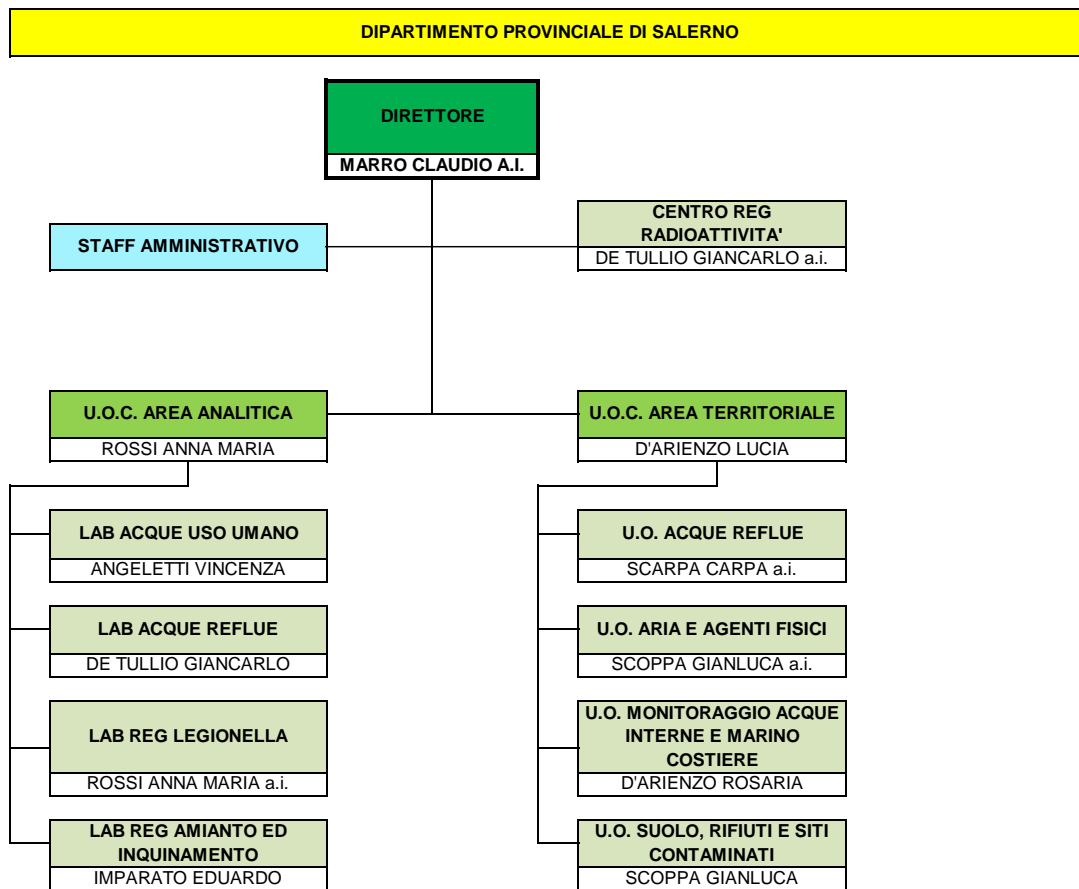 DIPARTIMENTO PROVINCIALE DI SALERNO
DIRETTORE
MARRO CLAUDIO A.I.
STAFF AMMINISTRATIVO
CENTRO REG
RADIOATTIVITA'
DE TULLIO GIANCARLO a.i.
U.O.C. AREA ANALITICA
ROSSI ANNA MARIA
U.O.C. AREA TERRITORIALE
D'ARIENZO LUCIA
LAB ACQUE USO UMANO
ANGELETTI VINCENZA
LAB ACQUE REFLUE
DE TULLIO GIANCARLO
LAB REG LEGIONELLA
ROSSI ANNA MARIA a.i.
LAB REG AMIANTO ED
INQUINAMENTO
IMPARATO EDUARDO
U.O. ACQUE REFLUE
SCARPA CARPA a.i.
U.O. ARIA E AGENTI FISICI
SCOPPA GIANLUCA a.i.
U.O. MONITORAGGIO ACQUE
INTERNE E MARINO
COSTIERE
D'ARIENZO ROSARIA
U.O. SUOLO, RIFIUTI E SITI
CONTAMINATI
SCOPPA GIANLUCA